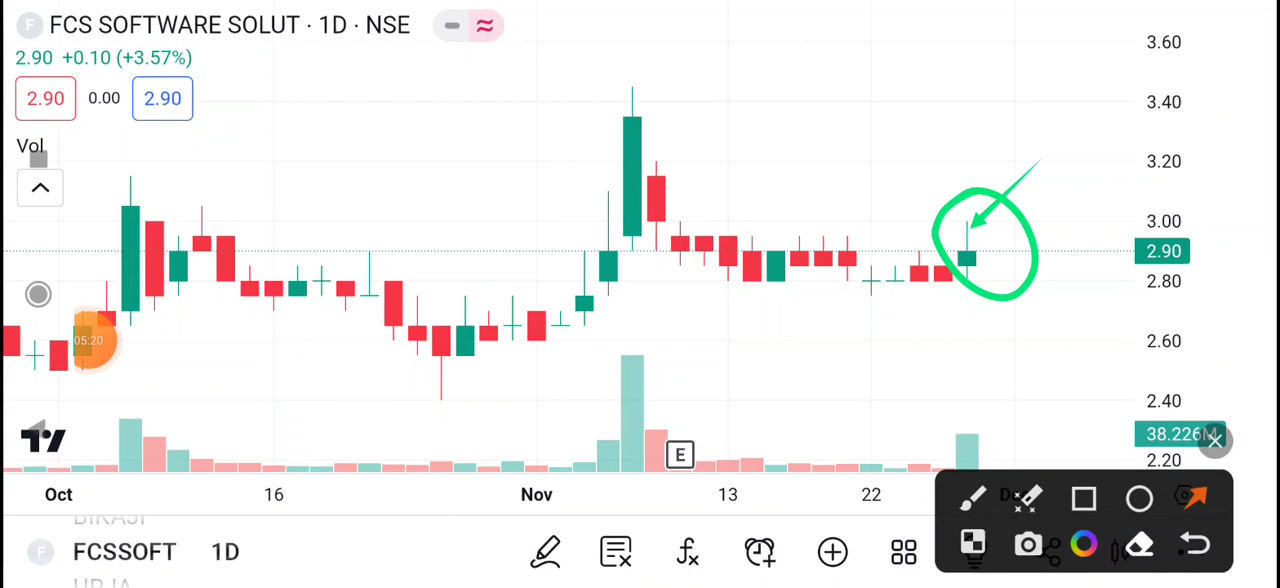 F FCS SOFTWARE SOLUT · 1D · NSE
2.90 +0.10 (+3.57%)
2.90 0.00 2.90
Vol
3.60
3.40
3.20
3.00
2.90
2.80
2.60
2.40
38.226M
2.20
05:20
E
Oct 16 Nov 13 22
BIKAJI
F FCSSOFT 1D